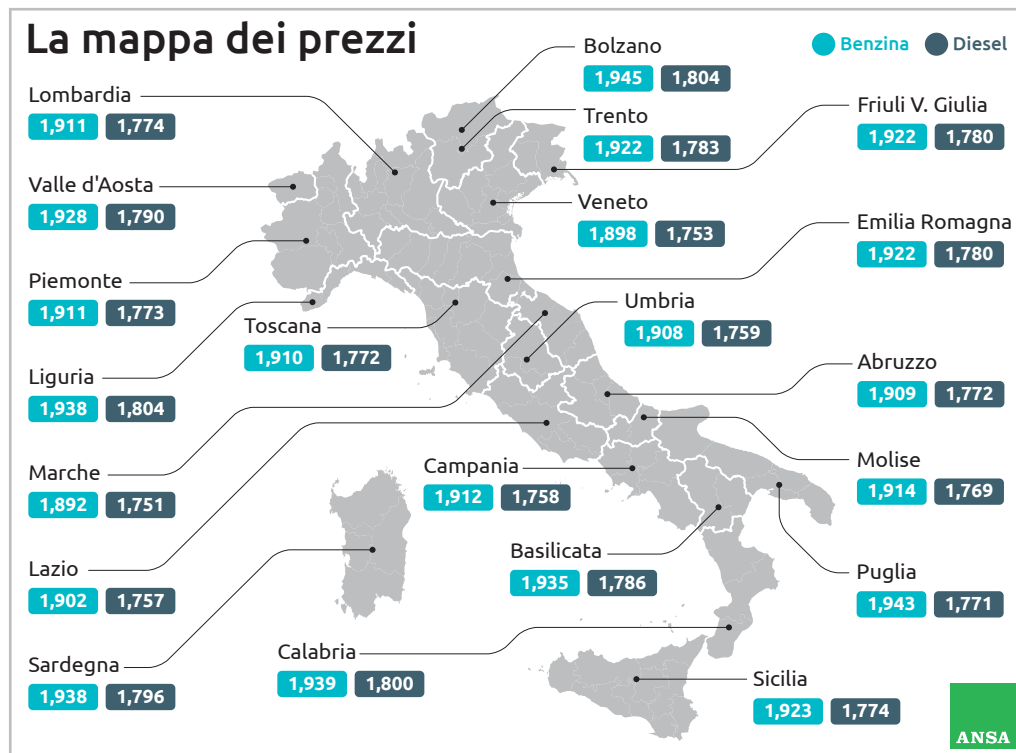 La mappa dei prezzi
Benzina Diesel
Lombardia
1,911 1,774
Valle d'Aosta
1,928 1,790
Piemonte
1,911 1,773
Liguria
1,938 1,804
Marche
1,892 1,751
Lazio
1,902 1,757
Sardegna
1,938 1,796
Toscana
1,910 1,772
Bolzano
1,945 1,804
Trento
1,922 1,783
Veneto
1,898 1,753
Umbria
1,908 1,759
Campania
1,912 1,758
Basilicata
1,935 1,786
Calabria
1,939 1,800
Friuli V. Giulia
1,922 1,780
Emilia Romagna
1,922 1,780
Abruzzo
1,909 1,772
Molise
1,914 1,769
Puglia
1,943 1,771
Sicilia
1,923 1,774
ANSA